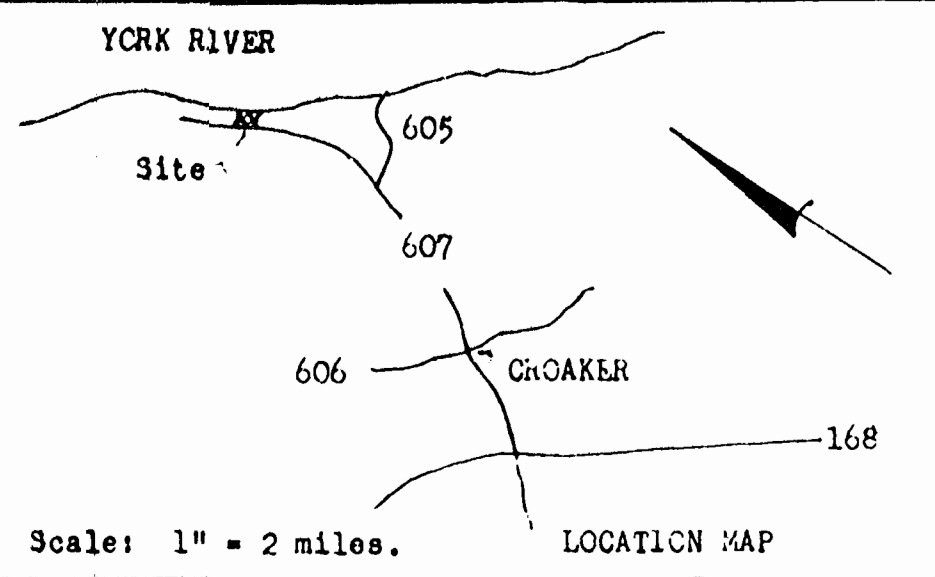 YORK RIVER
605
Site
607
606
CROAKER
168
Scale: 1" = 2 miles.
LOCATION MAP